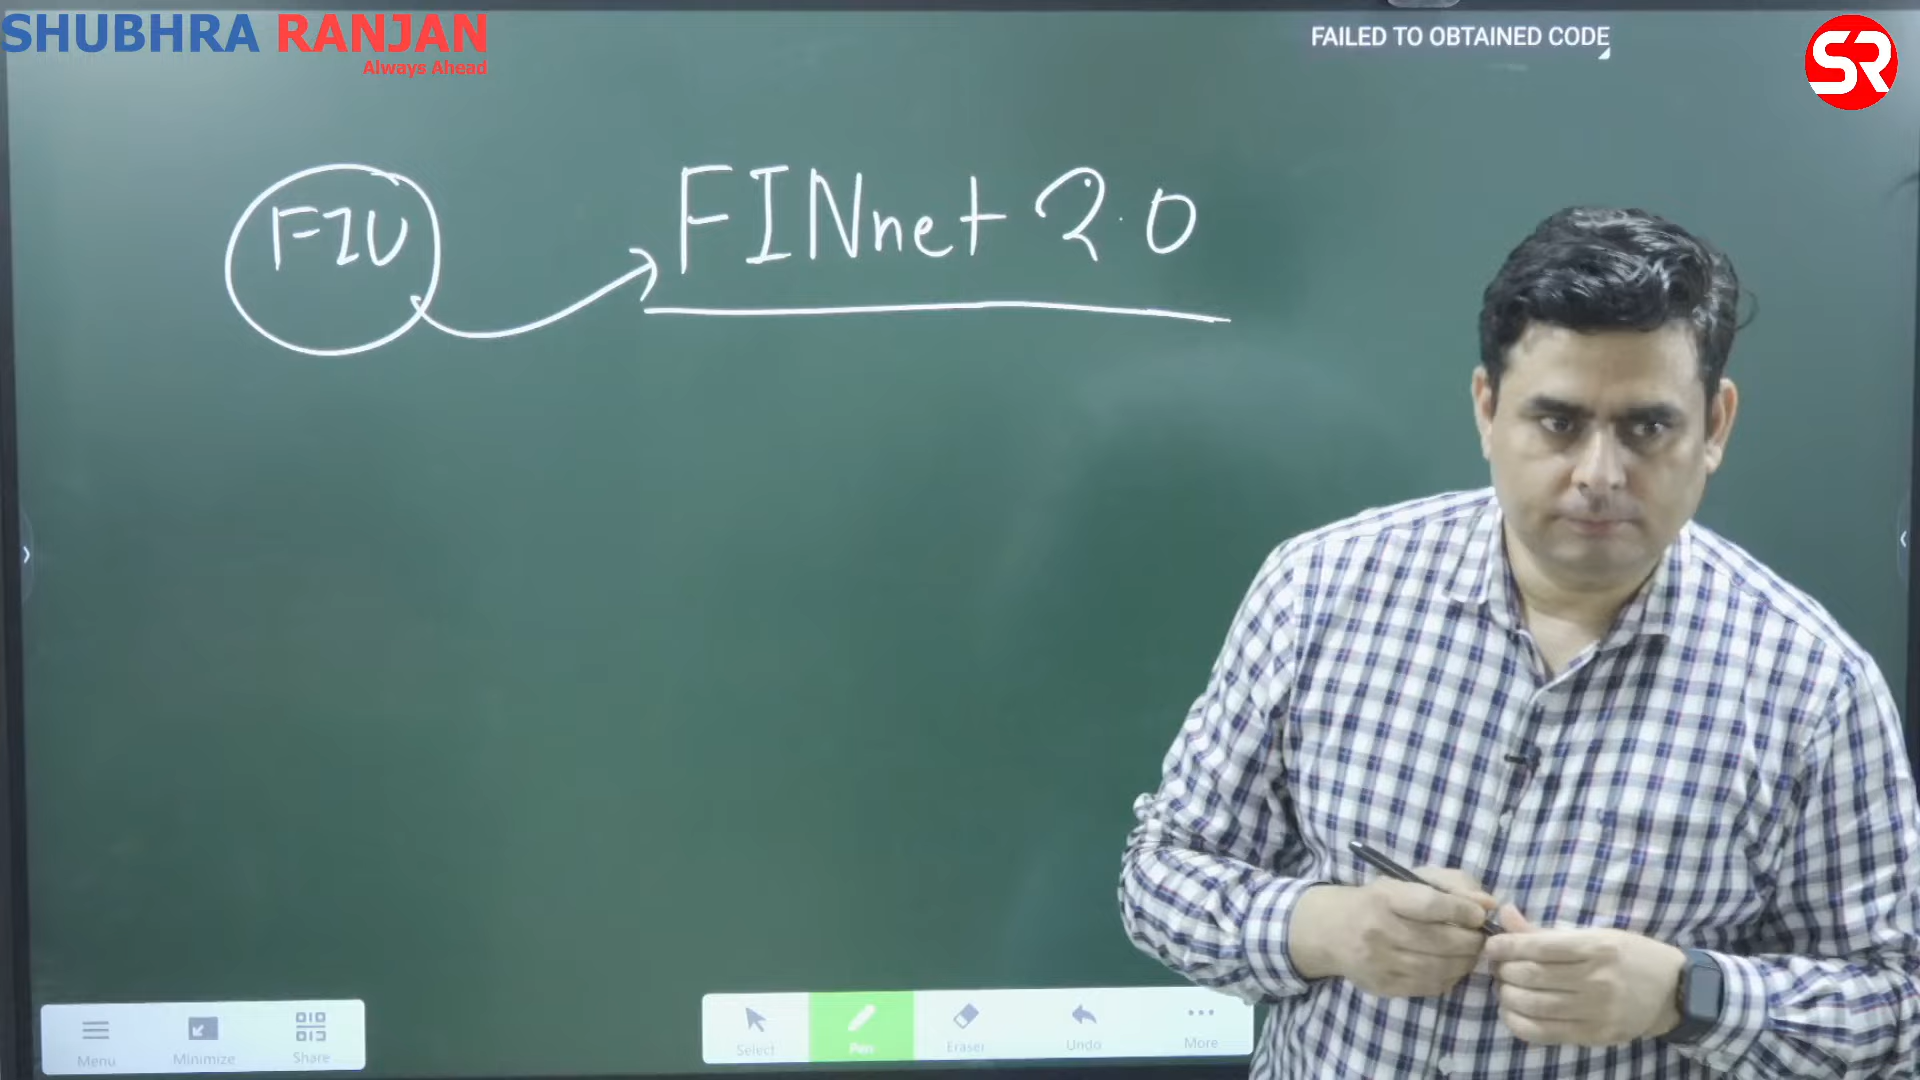 SHUBHRA RANJAN
Always Ahead
FAILED TO OBTAINED CODE
SR
FIU
FINnet 2.0
Menu
Minimize
Share
Select
Pen
Eraser
Undo
More